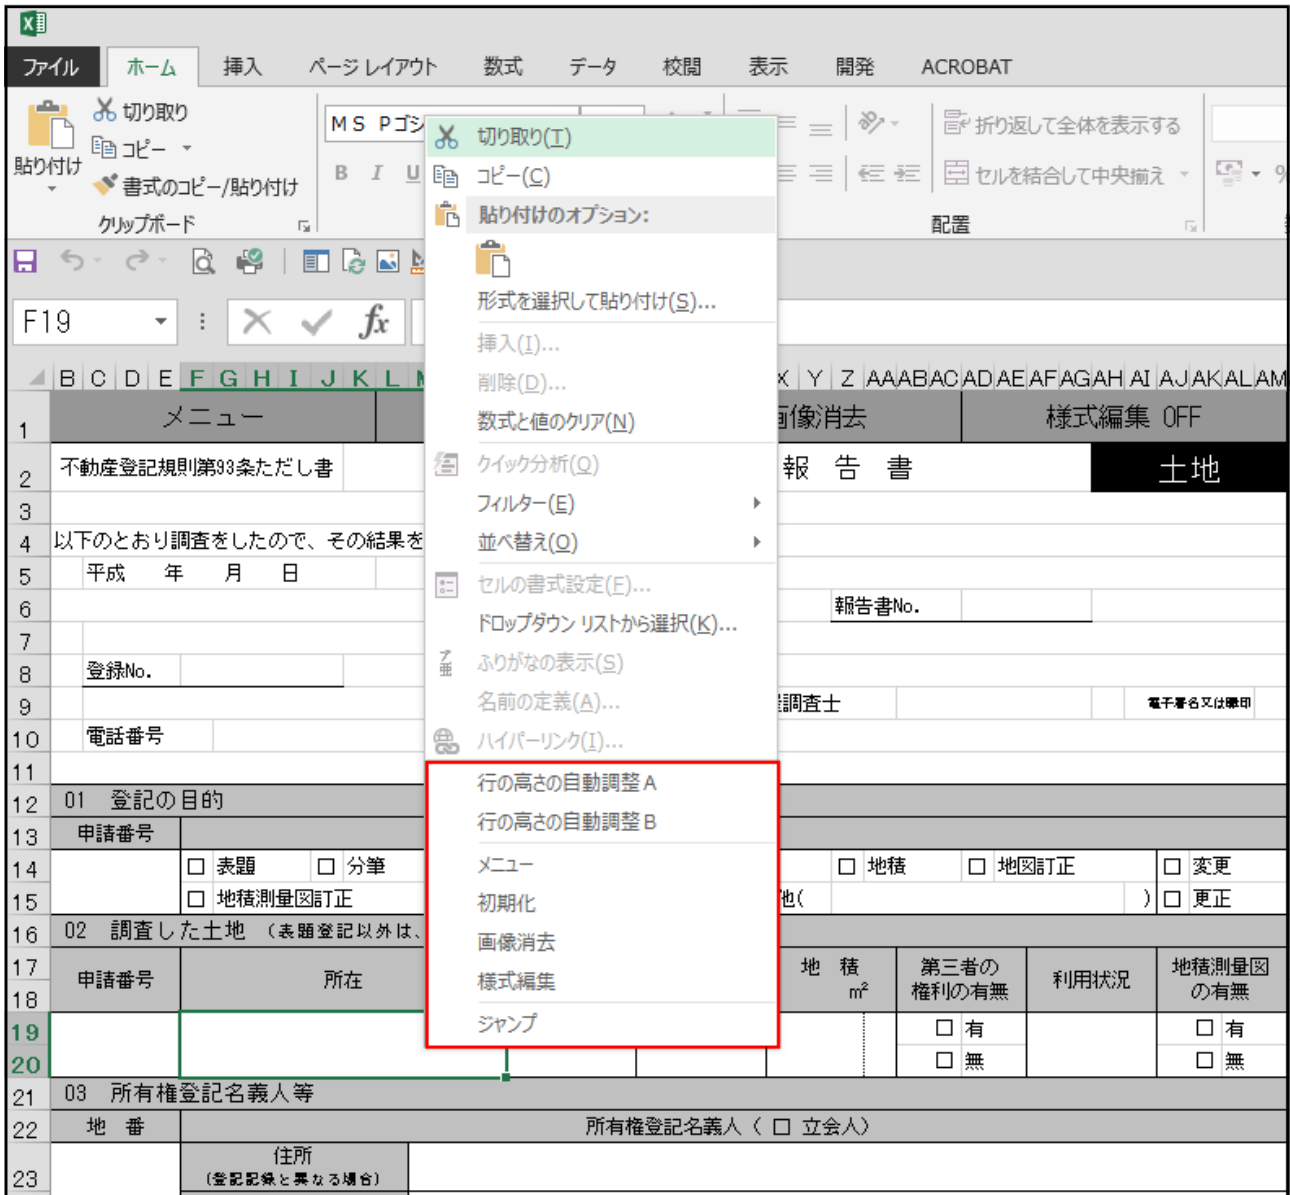 ファイル ホーム 挿入 ページ レイアウト 数式 データ 校閲 表示 開発 ACROBAT
切り取り
コピー
貼り付け
書式のコピー/貼り付け
クリップボード
ＭＳ Ｐゴシ
B I U
折り返して全体を表示する
セルを結合して中央揃え
配置
%
F19
fx
B C D E F G H I J K L X Y Z AA AB AC AD AE AF AG AH AI AJ AK AL AM
1 メニュー 画像消去 様式編集 OFF
2 不動産登記規則第93条ただし書 報 告 書 土地
3
4 以下のとおり調査をしたので、その結果を
5 平成 年 月 日
6 報告書No.
7
8 登録No.
9 調査士 電子署名又は職印
10 電話番号
11
12 01 登記の目的
13 申請番号
14 □ 表題 □ 分筆 □ 地積 □ 地図訂正 □ 変更
15 □ 地積測量図訂正 他( ) □ 更正
16 02 調査した土地 （表題登記以外は、
17
18
申請番号 所在 地 積 ㎡ 第三者の権利の有無 利用状況 地積測量図の有無
19 □ 有 □ 有
20 □ 無 □ 無
21 03 所有権登記名義人等
22 地 番 所有権登記名義人（ □ 立会人）
23 住所
(登記記録と異なる場合)
切り取り(T)
コピー(C)
貼り付けのオプション:
形式を選択して貼り付け(S)...
挿入(I)...
削除(D)...
数式と値のクリア(N)
クイック分析(Q)
フィルター(E)
並べ替え(O)
セルの書式設定(F)...
ドロップダウン リストから選択(K)...
ふりがなの表示(S)
名前の定義(A)...
ハイパーリンク(I)...
行の高さの自動調整Ａ
行の高さの自動調整Ｂ
メニュー
初期化
画像消去
様式編集
ジャンプ